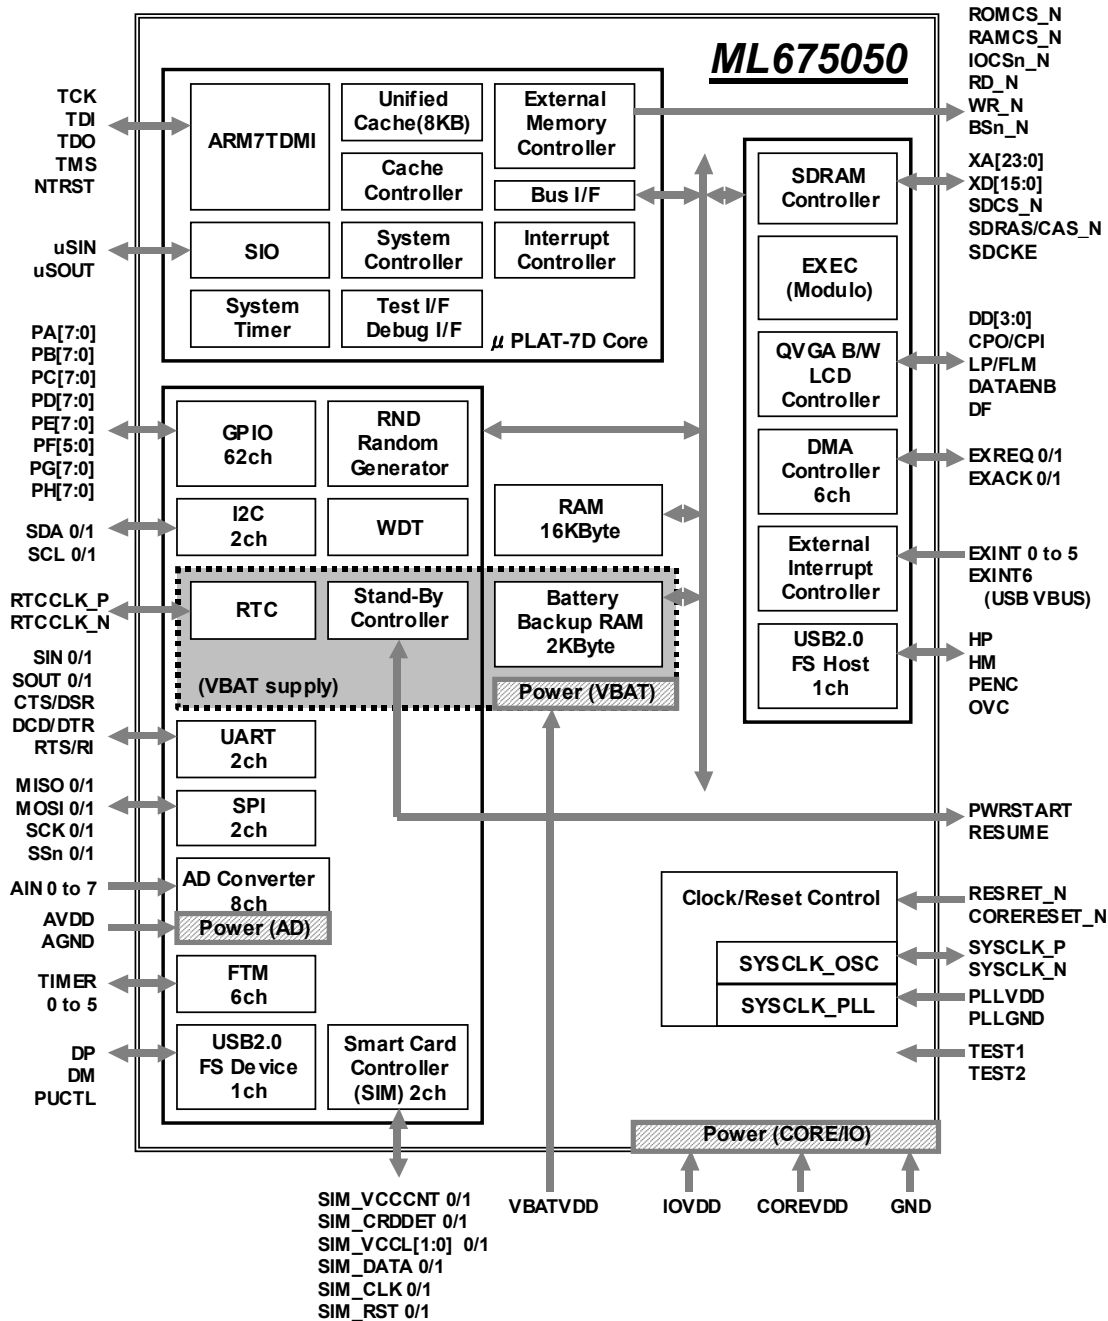 ML675050
ROMCS_N
RAMCS_N
IOCSn_N
RD_N
WR_N
BSn_N
TCK
TDI
TDO
TMS
NTRST
ARM7TDMI
Unified
Cache(8KB)
External
Memory
Controller
Cache
Controller
Bus I/F
uSIN
uSOUT
SIO
System
Controller
Interrupt
Controller
System
Timer
Test I/F
Debug I/F
μ PLAT-7D Core
SDRAM
Controller
XA[23:0]
XD[15:0]
SDCS_N
SDRAS/CAS_N
SDCKE
EXEC
(Modulo)
QVGA B/W
LCD
Controller
DD[3:0]
CPO/CPI
LP/FLM
DATAENB
DF
DMA
Controller
6ch
EXREQ 0/1
EXACK 0/1
External
Interrupt
Controller
EXINT 0 to 5
EXINT6
(USB VBUS)
USB2.0
FS Host
1ch
HP
HM
PENC
OVC
PA[7:0]
PB[7:0]
PC[7:0]
PD[7:0]
PE[7:0]
PF[5:0]
PG[7:0]
PH[7:0]
GPIO
62ch
RND
Random
Generator
SDA 0/1
SCL 0/1
I2C
2ch
WDT
RAM
16KByte
RTCCLK_P
RTCCLK_N
RTC
Stand-By
Controller
Battery
Backup RAM
2KByte
(VBAT supply)
Power (VBAT)
SIN 0/1
SOUT 0/1
CTS/DSR
DCD/DTR
RTS/RI
UART
2ch
MISO 0/1
MOSI 0/1
SCK 0/1
SSn 0/1
SPI
2ch
PWRSTART
RESUME
AIN 0 to 7
AVDD
AGND
AD Converter
8ch
Power (AD)
Clock/Reset Control
RESRET_N
CORERESET_N
SYSCLK_OSC
SYSCLK_P
SYSCLK_N
SYSCLK_PLL
PLLVDD
PLLGND
TIMER
0 to 5
FTM
6ch
DP
DM
PUCTL
USB2.0
FS Device
1ch
Smart Card
Controller
(SIM) 2ch
TEST1
TEST2
Power (CORE/IO)
SIM_VCCCNT 0/1
SIM_CRDDET 0/1
SIM_VCCL[1:0] 0/1
SIM_DATA 0/1
SIM_CLK 0/1
SIM_RST 0/1
VBATVDD
IOVDD
COREVDD
GND